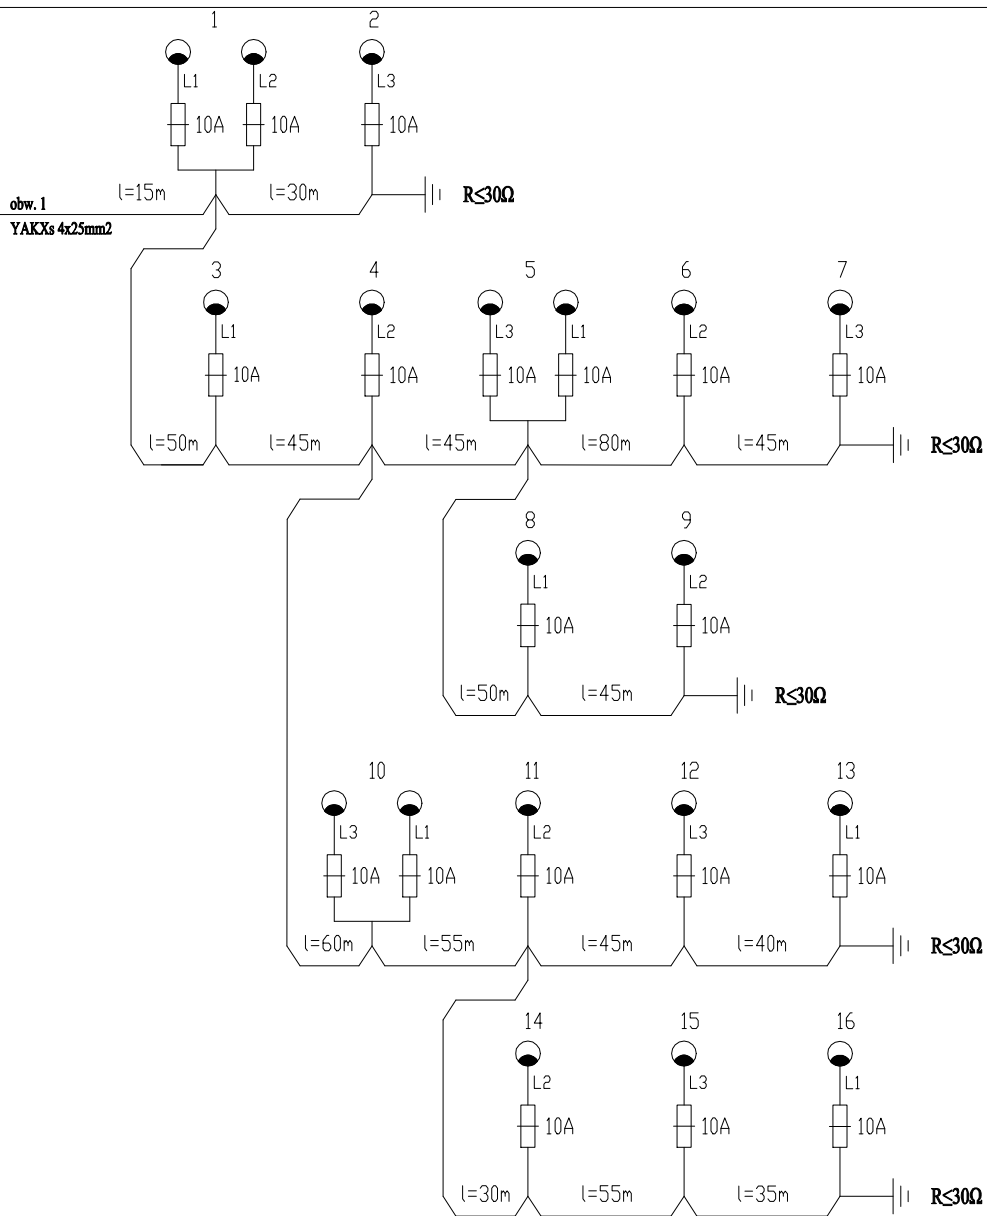 1 2
L1 L2 L3
10A 10A 10A
l=15m l=30m
R≤30Ω
obw. 1
YAKXs 4x25mm2
3 4 5 6 7
L1 L2 L3 L1 L2 L3
10A 10A 10A 10A 10A 10A
l=50m l=45m l=45m l=80m l=45m
R≤30Ω
8 9
L1 L2
10A 10A
l=50m l=45m
R≤30Ω
10 11 12 13
L3 L1 L2 L3 L1
10A 10A 10A 10A 10A
l=60m l=55m l=45m l=40m
R≤30Ω
14 15 16
L2 L3 L1
10A 10A 10A
l=30m l=55m l=35m
R≤30Ω